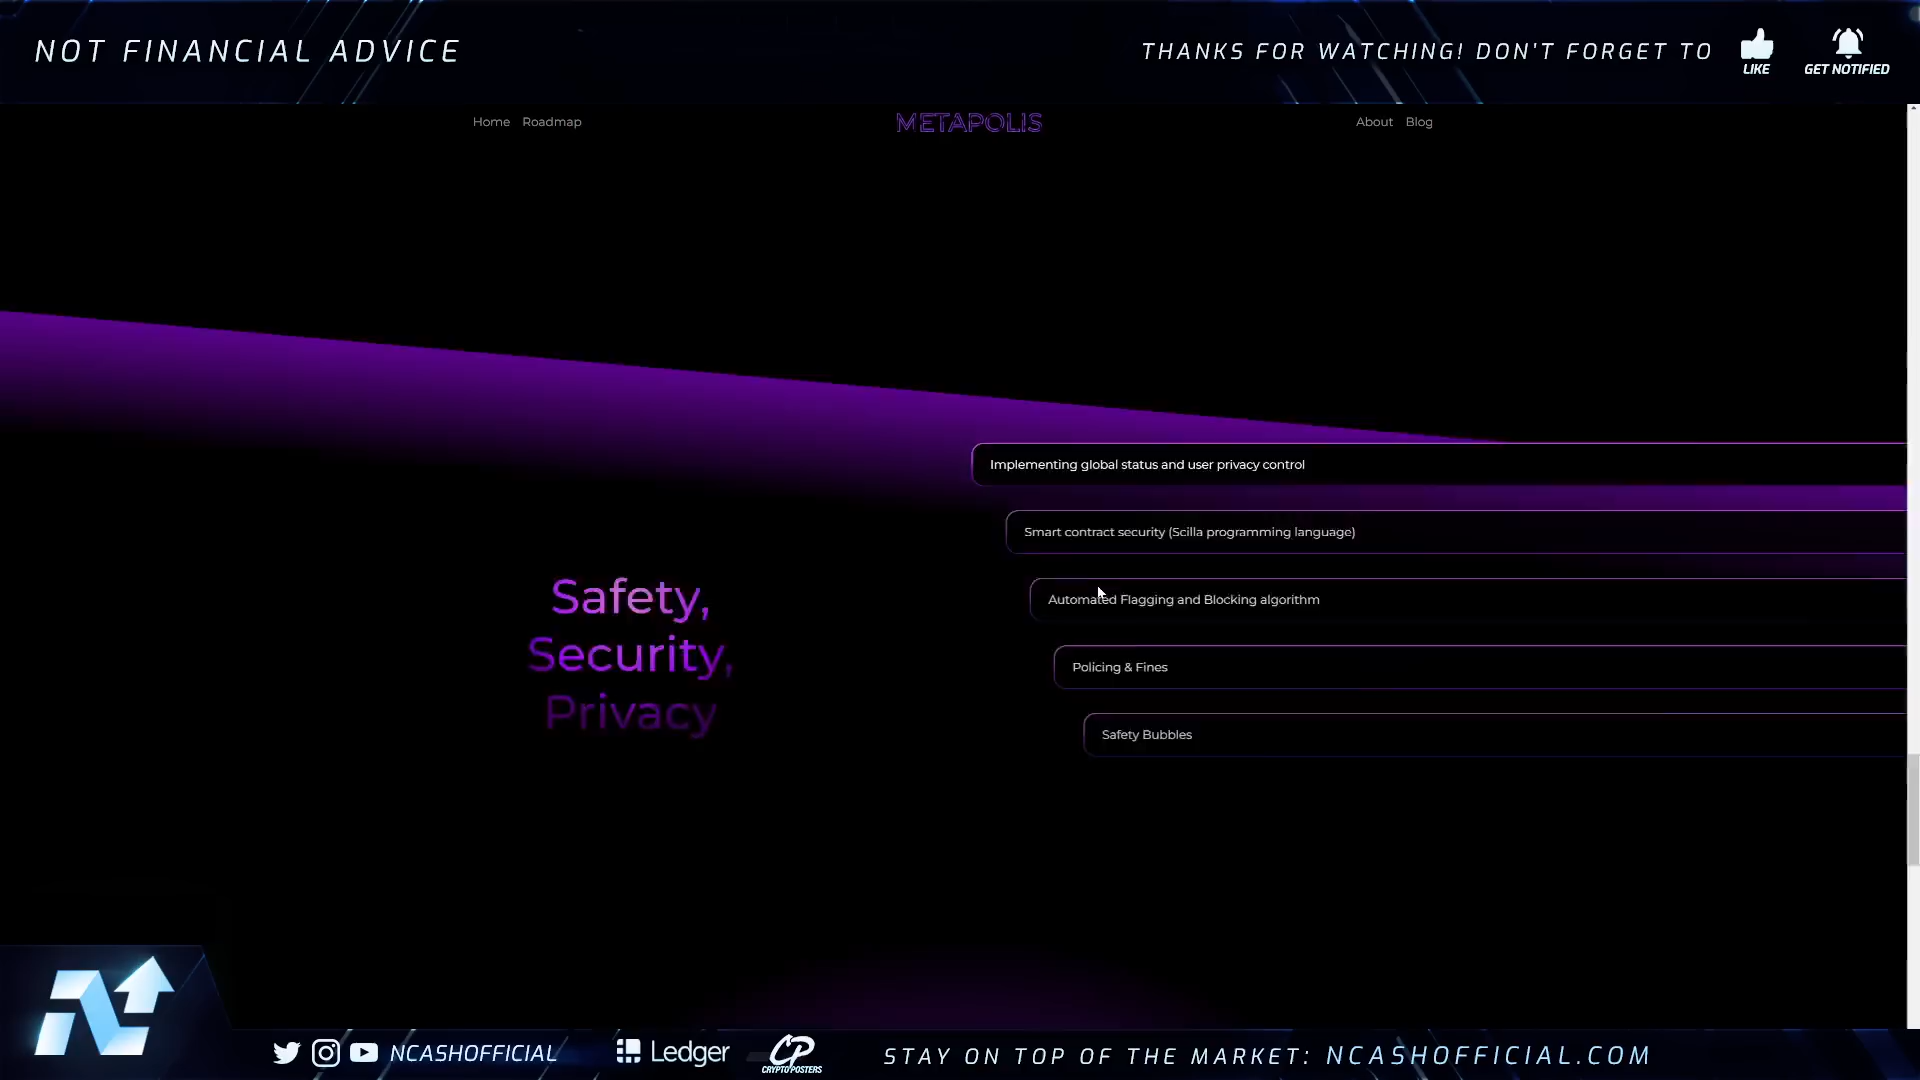 NOT FINANCIAL ADVICE
THANKS FOR WATCHING! DON'T FORGET TO
LIKE
GET NOTIFIED
Home Roadmap
METAPOLIS
About Blog
Implementing global status and user privacy control
Smart contract security (Scilla programming language)
Automated Flagging and Blocking algorithm
Policing & Fines
Safety Bubbles
Safety,
Security,
Privacy
NCASHOFFICIAL
Ledger
CP
CRYPTOPOSTERS
STAY ON TOP OF THE MARKET: NCASHOFFICIAL.COM